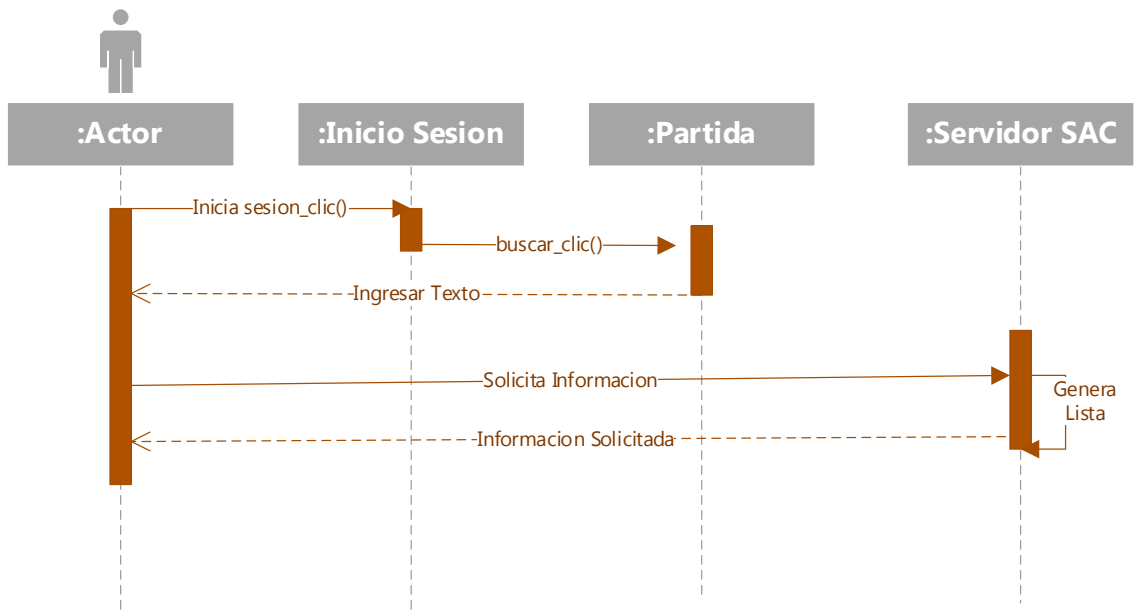 :Actor
:Inicio Sesion
:Partida
:Servidor SAC
Inicia sesion_clic()
buscar_clic()
Ingresar Texto
Solicita Informacion
Genera
Lista
Informacion Solicitada